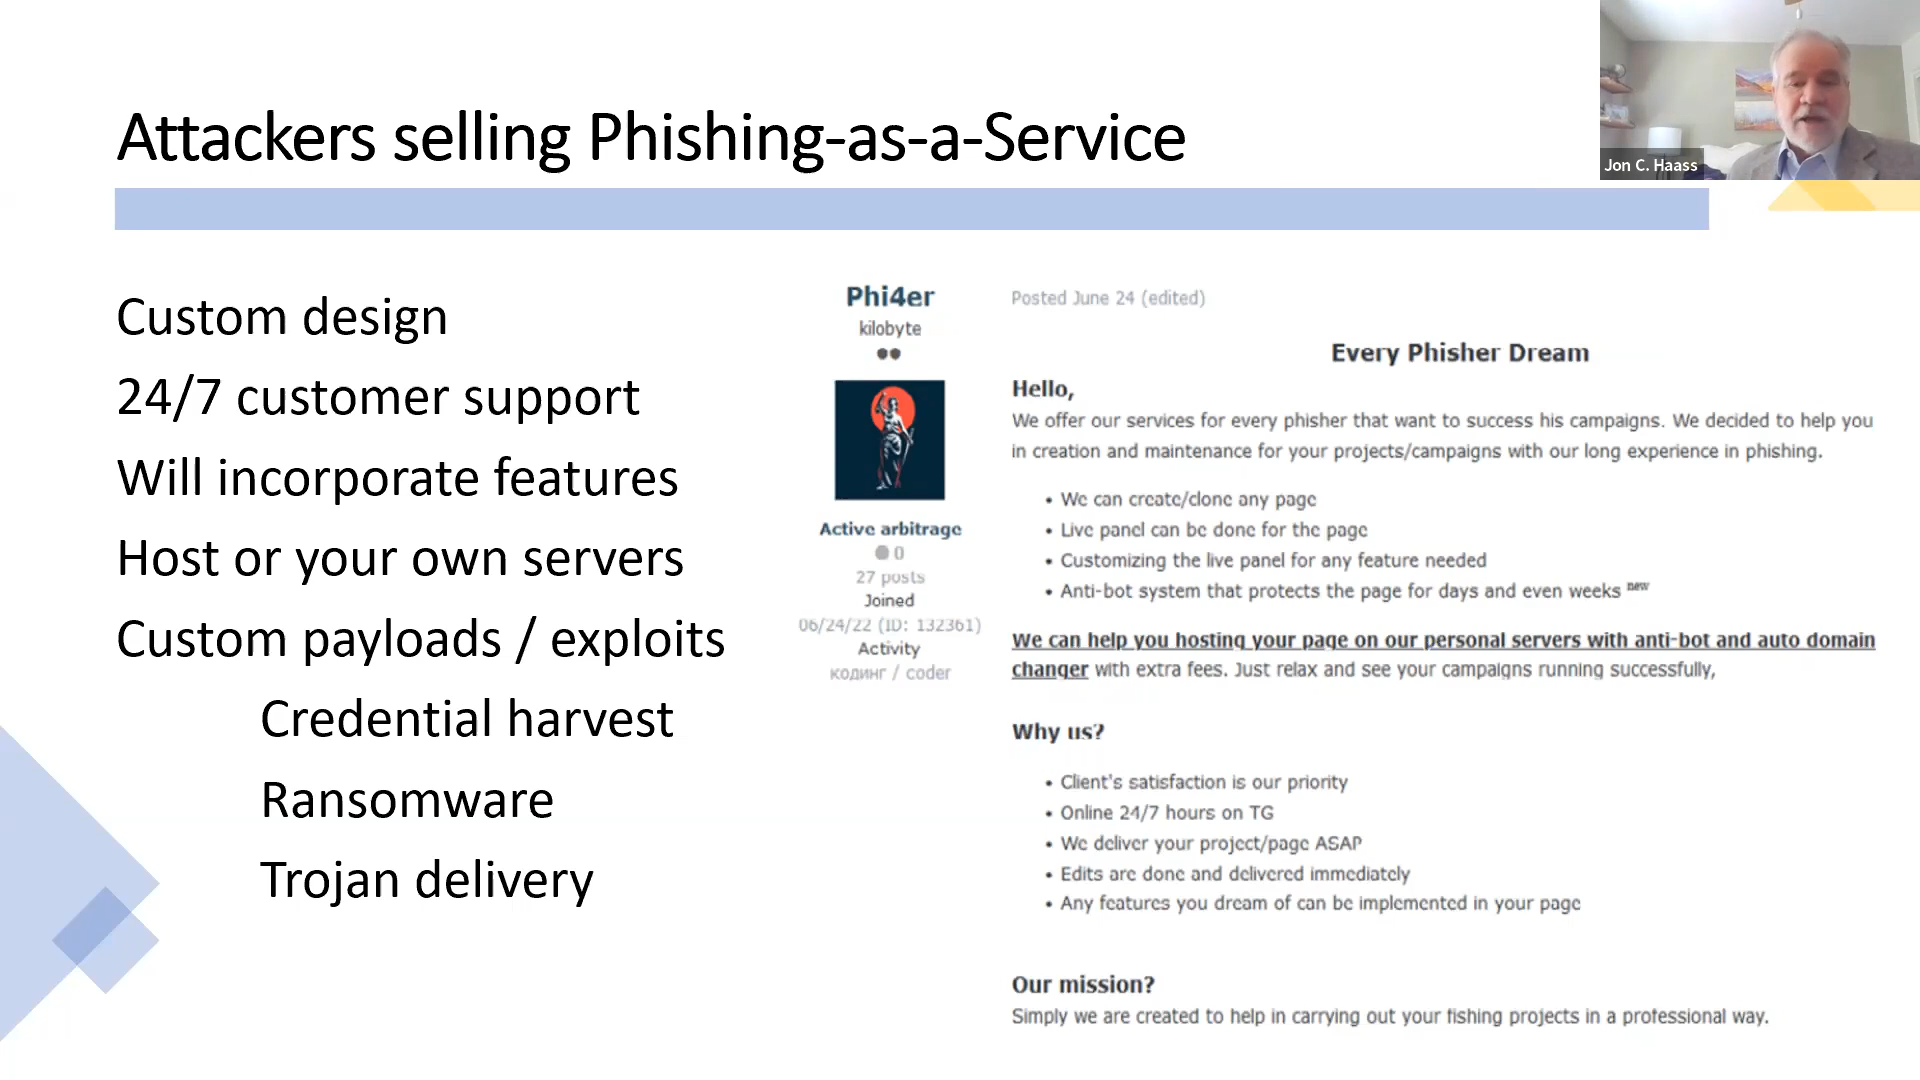 Attackers selling Phishing-as-a-Service
Jon C. Haass
Custom design
24/7 customer support
Will incorporate features
Host or your own servers
Custom payloads / exploits
Credential harvest
Ransomware
Trojan delivery
Phi4er
kilobyte
Active arbitrage
0
27 posts
Joined
06/24/22 (ID: 132361)
Activity
кодинг / coder
Posted June 24 (edited)
Every Phisher Dream
Hello,
We offer our services for every phisher that want to success his campaigns. We decided to help you
in creation and maintenance for your projects/campaigns with our long experience in phishing.
• We can create/clone any page
• Live panel can be done for the page
• Customizing the live panel for any feature needed
• Anti-bot system that protects the page for days and even weeks new
We can help you hosting your page on our personal servers with anti-bot and auto domain
changer with extra fees. Just relax and see your campaigns running successfully,
Why us?
• Client's satisfaction is our priority
• Online 24/7 hours on TG
• We deliver your project/page ASAP
• Edits are done and delivered immediately
• Any features you dream of can be implemented in your page
Our mission?
Simply we are created to help in carrying out your fishing projects in a professional way.